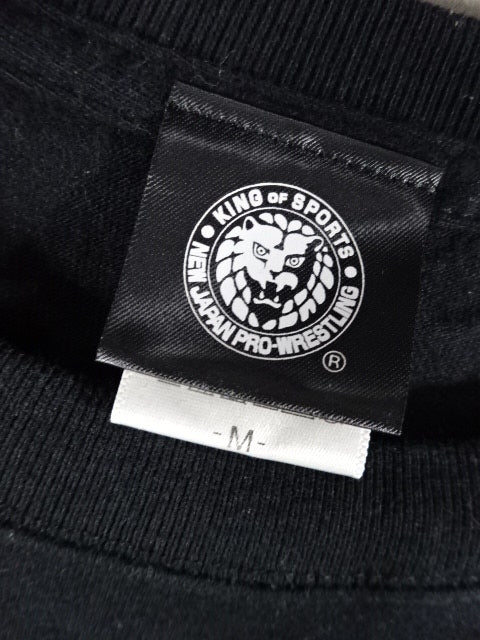 KING OF SPORTS
NEW JAPAN PRO-WRESTLING
®
-M-